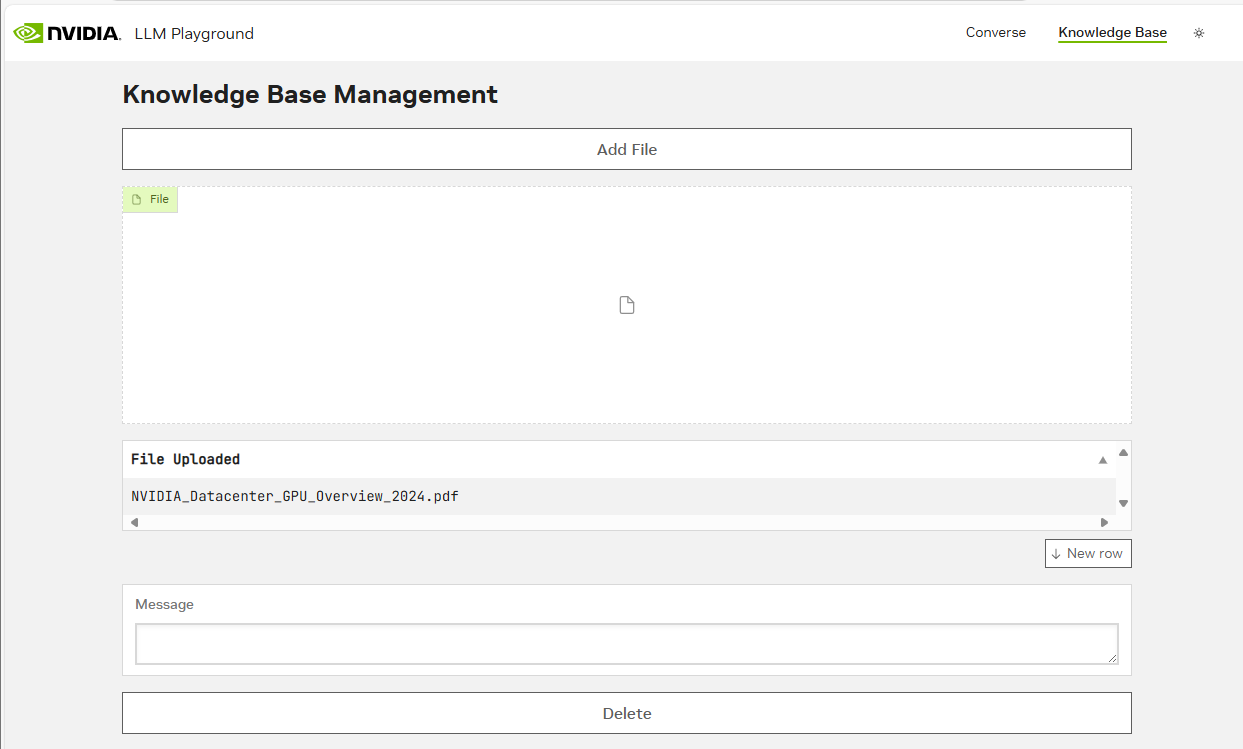 NVIDIA. LLM Playground Converse Knowledge Base
Knowledge Base Management
Add File
File
File Uploaded
NVIDIA_Datacenter_GPU_Overview_2024.pdf
New row
Message
Delete